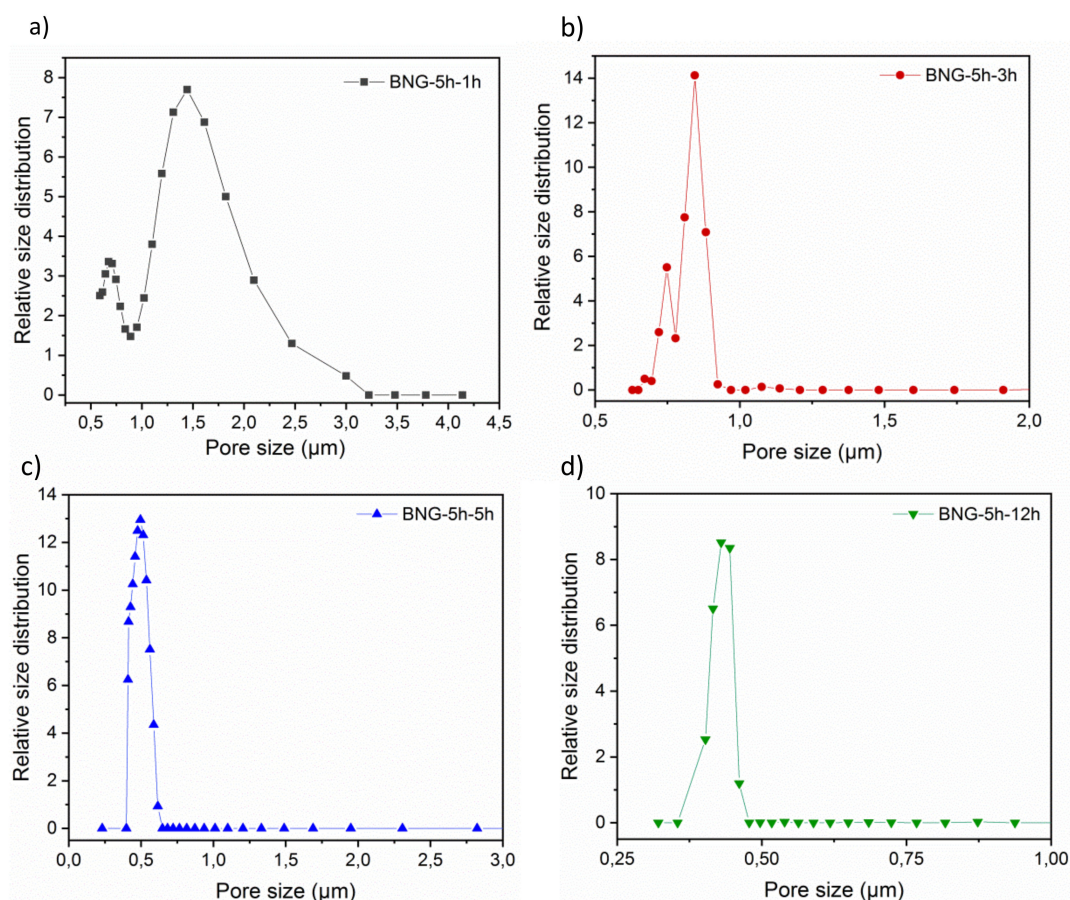 a)
BNG-5h-1h
Relative size distribution
8
7
6
5
4
3
2
1
0
0,5 1,0 1,5 2,0 2,5 3,0 3,5 4,0 4,5
Pore size (µm)
b)
BNG-5h-3h
Relative size distribution
14
12
10
8
6
4
2
0
0,5 1,0 1,5 2,0
Pore size (µm)
c)
BNG-5h-5h
Relative size distribution
14
12
10
8
6
4
2
0
0,0 0,5 1,0 1,5 2,0 2,5 3,0
Pore size (µm)
d)
BNG-5h-12h
Relative size distribution
10
8
6
4
2
0
0,25 0,50 0,75 1,00
Pore size (µm)